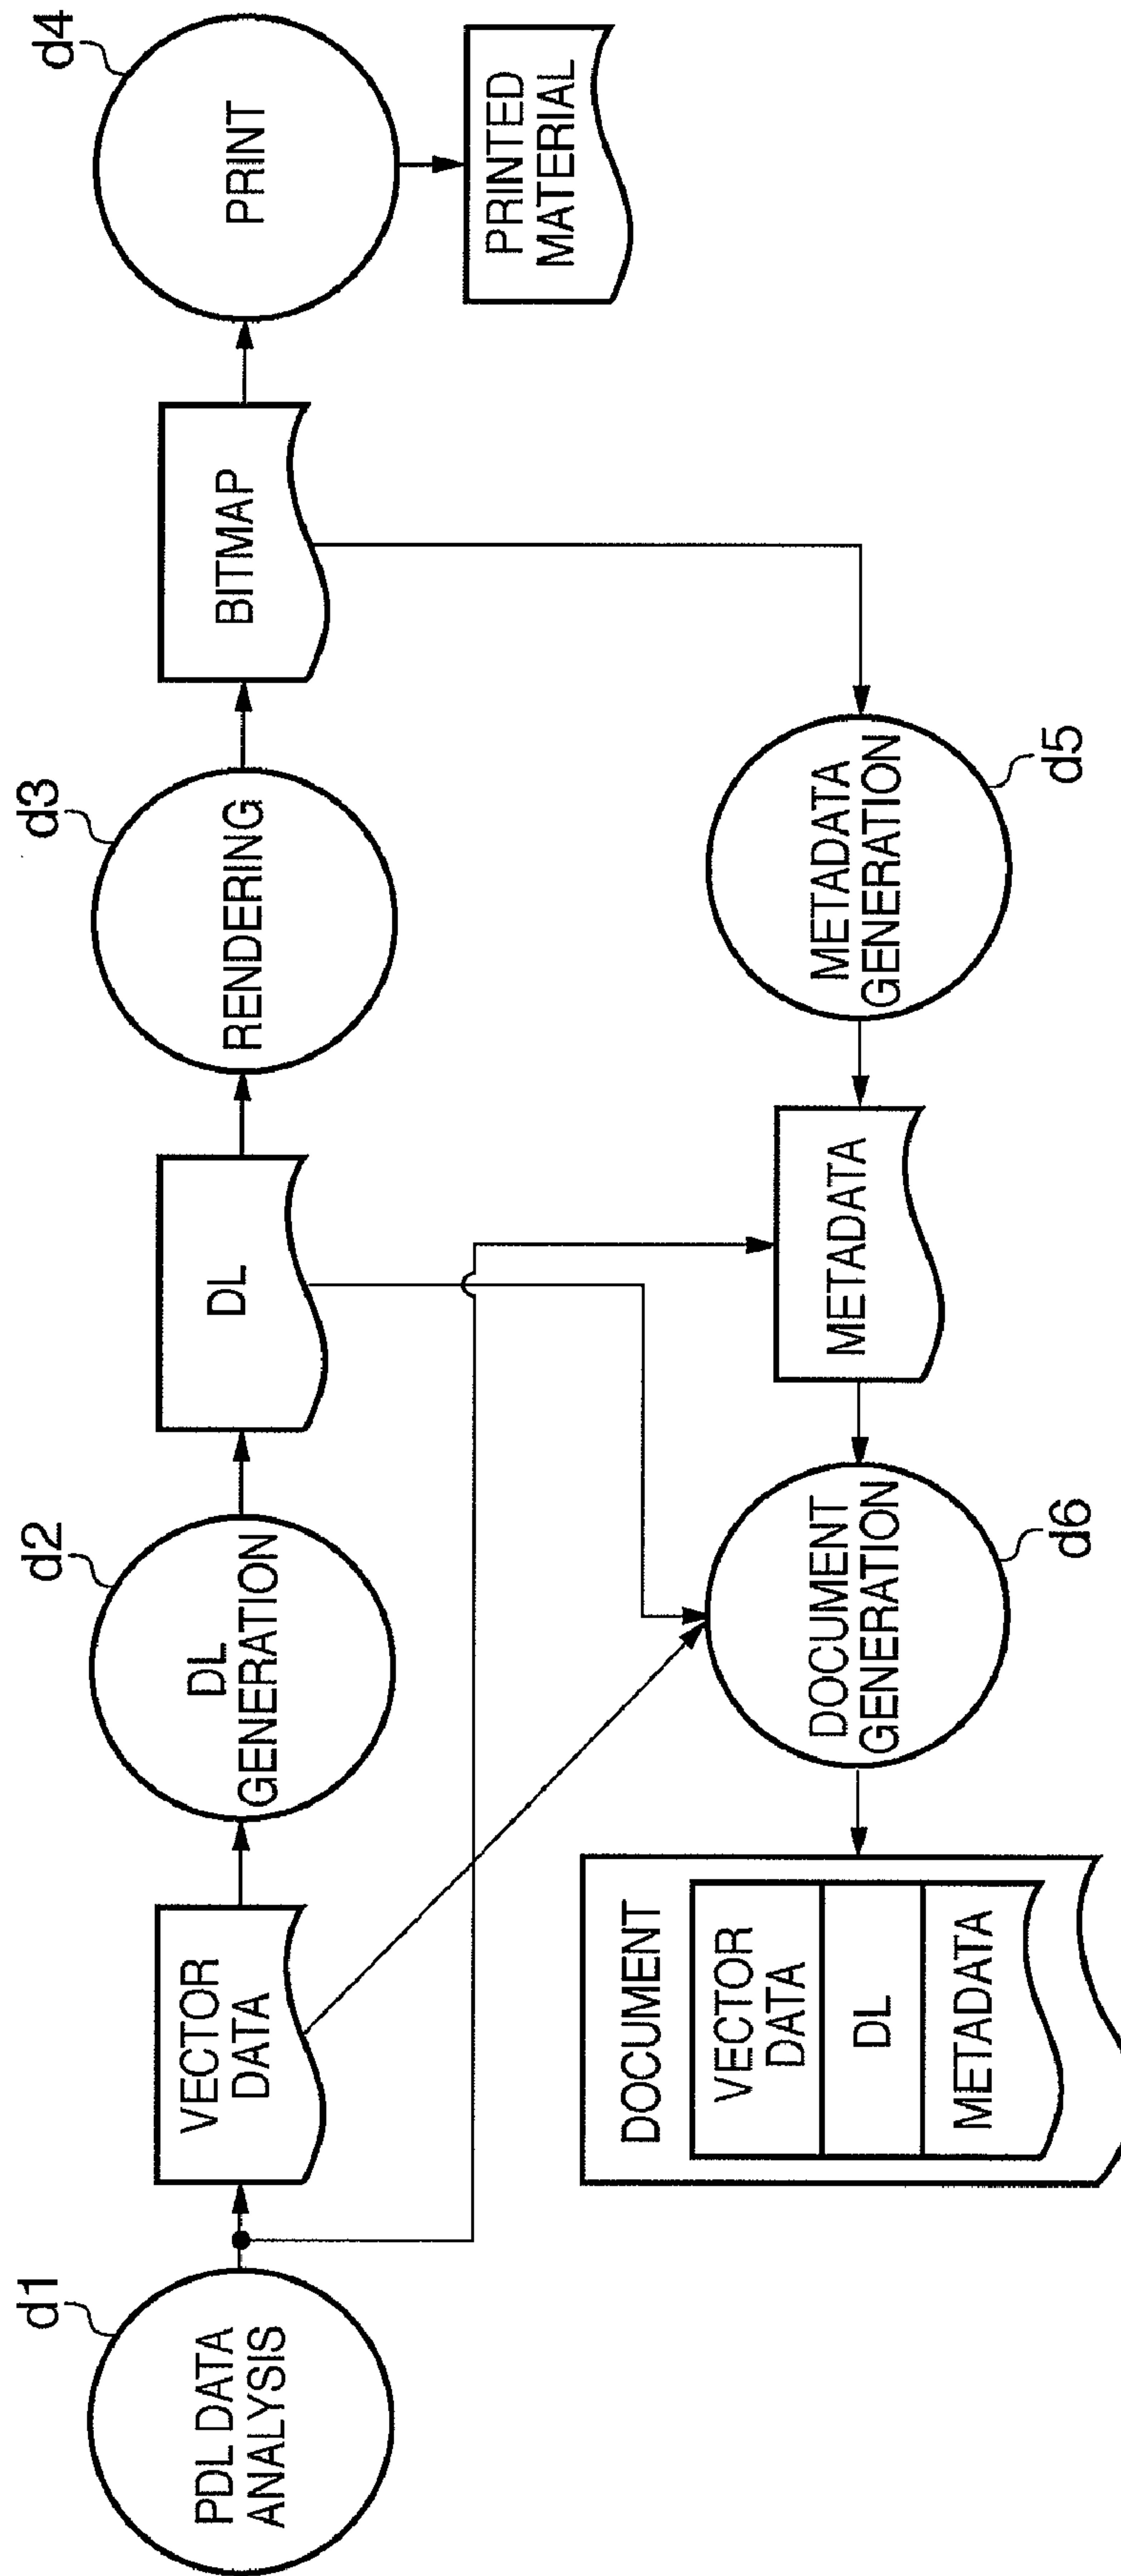 d1
PDL DATA
ANALYSIS
VECTOR
DATA
d2
DL
GENERATION
DL
d3
RENDERING
BITMAP
d4
PRINT
PRINTED
MATERIAL
DOCUMENT
VECTOR
DATA
DL
METADATA
DOCUMENT
GENERATION
d6
METADATA
METADATA
GENERATION
d5